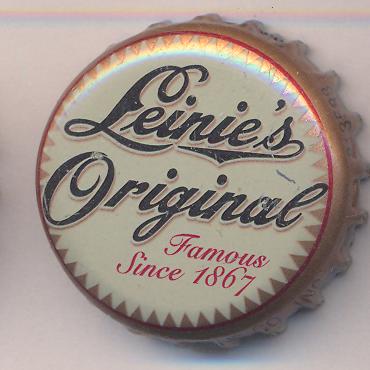 Leinie's
Original
Famous
Since 1867